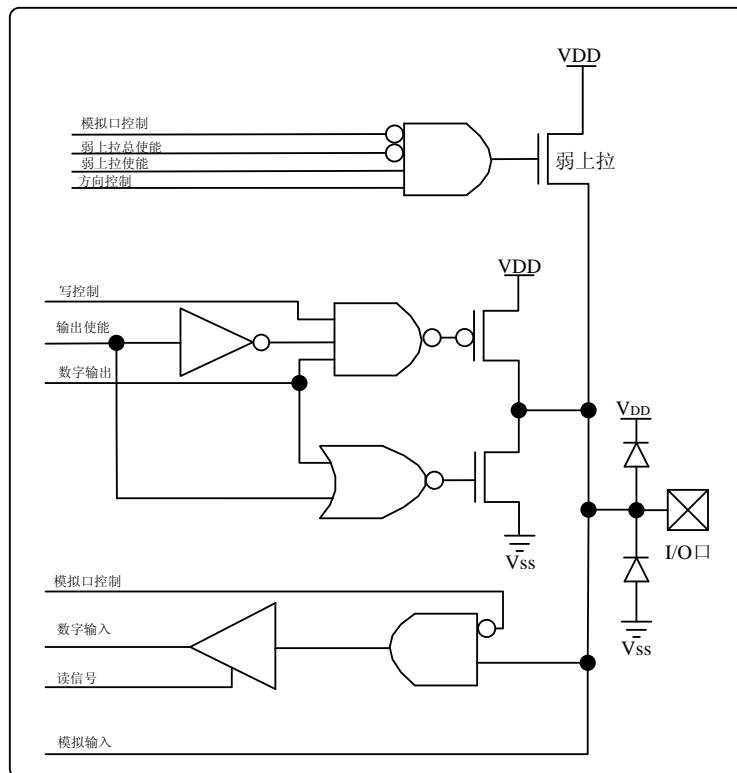 VDD
模拟口控制
弱上拉总使能
弱上拉使能
方向控制
弱上拉
VDD
写控制
输出使能
数字输出
VDD
I/O口
Vss
模拟口控制
数字输入
Vss
读信号
模拟输入